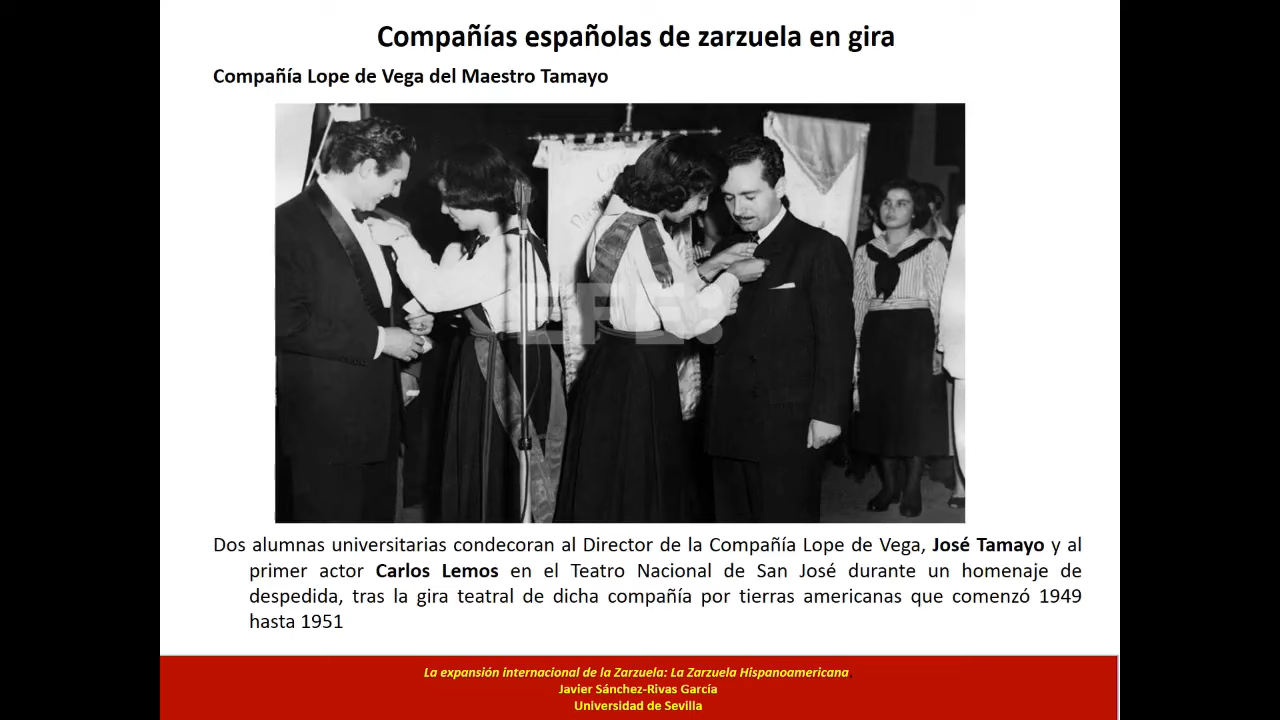 Compañías españolas de zarzuela en gira
Compañía Lope de Vega del Maestro Tamayo
EFE:
Dos alumnas universitarias condecoran al Director de la Compañía Lope de Vega, José Tamayo y al
primer actor Carlos Lemos en el Teatro Nacional de San José durante un homenaje de
despedida, tras la gira teatral de dicha compañía por tierras americanas que comenzó 1949
hasta 1951
La expansión internacional de la Zarzuela: La Zarzuela Hispanoamericana
Javier Sánchez-Rivas García
Universidad de Sevilla